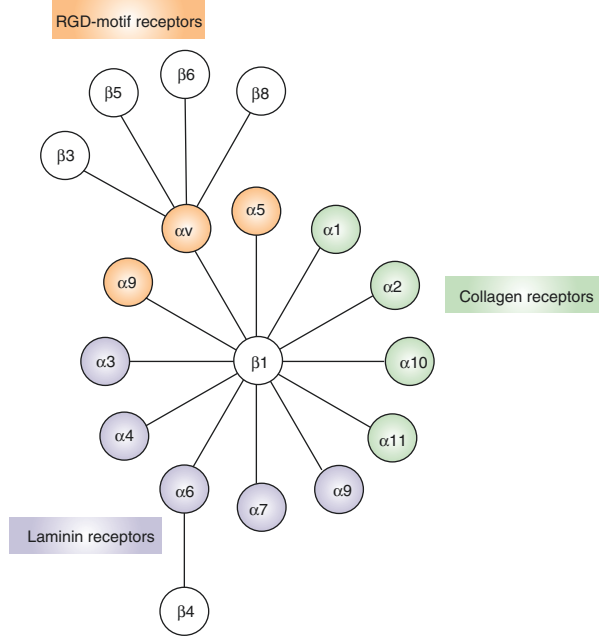 RGD-motif receptors
β6
β5
β8
β3
α5
αv
α1
α9
α2
Collagen receptors
α3
β1
α10
α4
α11
α6
α9
α7
Laminin receptors
β4